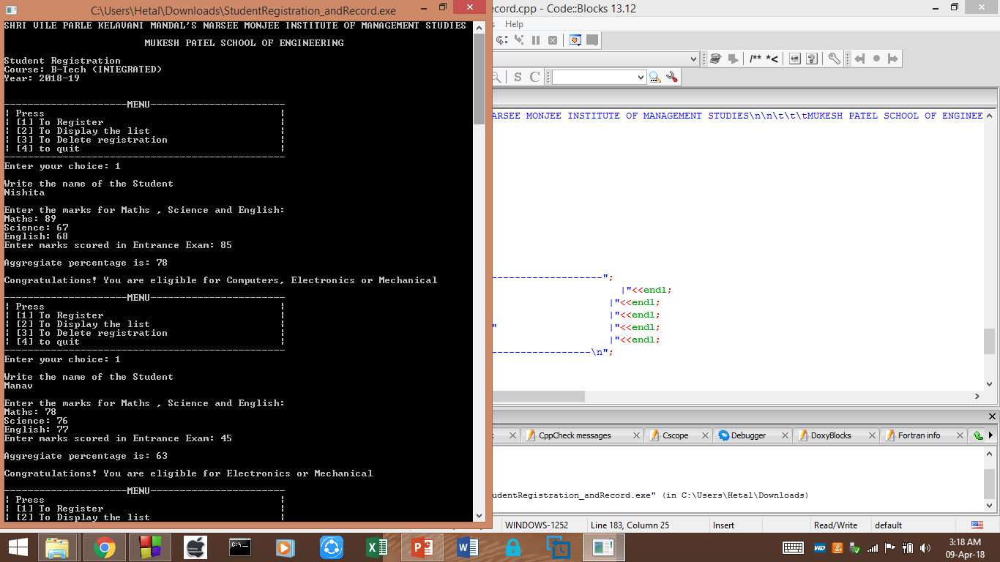 C:\Users\Hetal\Downloads\StudentRegistration_andRecord.exe
SHRI VILE PARLE KELAVANI MANDAL'S NARSEE MONJEE INSTITUTE OF MANAGEMENT STUDIES
MUKESH PATEL SCHOOL OF ENGINEERING
Student Registration
Course: B-Tech (INTEGRATED)
Year: 2018-19
---------------------MENU-----------------------
¦ Press ¦
¦ [1] To Register ¦
¦ [2] To Display the list ¦
¦ [3] To Delete registration ¦
¦ [4] to quit ¦
------------------------------------------------
Enter your choice: 1
Write the name of the Student
Nishita
Enter the marks for Maths , Science and English:
Maths: 89
Science: 67
English: 68
Enter marks scored in Entrance Exam: 85
Aggregiate percentage is: 78
Congratulations! You are eligible for Computers, Electronics or Mechanical
---------------------MENU-----------------------
¦ Press ¦
¦ [1] To Register ¦
¦ [2] To Display the list ¦
¦ [3] To Delete registration ¦
¦ [4] to quit ¦
------------------------------------------------
Enter your choice: 1
Write the name of the Student
Manav
Enter the marks for Maths , Science and English:
Maths: 78
Science: 76
English: 77
Enter marks scored in Entrance Exam: 45
Aggregiate percentage is: 63
Congratulations! You are eligible for Electronics or Mechanical
---------------------MENU-----------------------
¦ Press ¦
¦ [1] To Register ¦
¦ [2] To Display the list ¦
ecord.cpp - Code::Blocks 13.12
s Help
/** *<
S C
ARSEE MONJEE INSTITUTE OF MANAGEMENT STUDIES\n\n\t\t\tMUKESH PATEL SCHOOL OF ENGINEE
-------------------";
|"<<endl;
|"<<endl;
|"<<endl;
" |"<<endl;
|"<<endl;
-----------------\n";
CppCheck messages Cscope Debugger DoxyBlocks Fortran info
udentRegistration_andRecord.exe" (in C:\Users\Hetal\Downloads)
WINDOWS-1252 Line 183, Column 25 Insert Read/Write default
3:18 AM
09-Apr-18